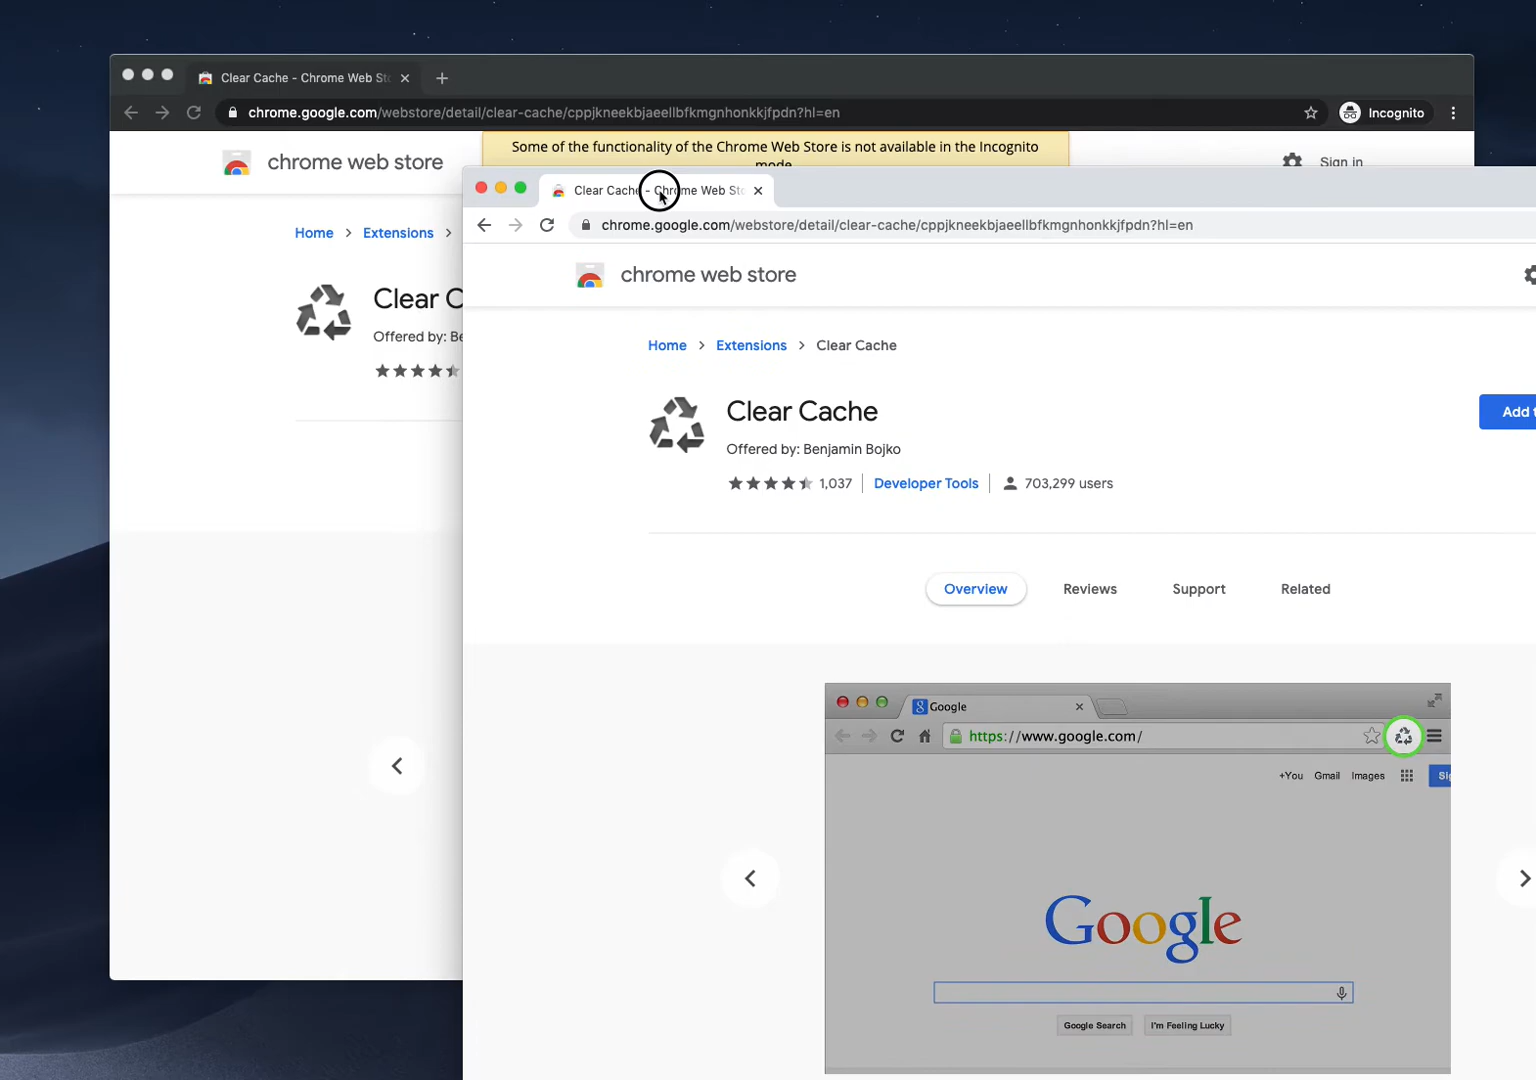 Clear Cache - Chrome Web St
chrome.google.com/webstore/detail/clear-cache/cppjkneekbjaeellbfkmgnhonkkjfpdn?hl=en
Incognito
chrome web store
Some of the functionality of the Chrome Web Store is not available in the Incognito
mode
Sign in
Home > Extensions >
Clear C
Offered by: Be
Clear Cache - Chrome Web Sto
chrome.google.com/webstore/detail/clear-cache/cppjkneekbjaeellbfkmgnhonkkjfpdn?hl=en
chrome web store
Home > Extensions > Clear Cache
Clear Cache
Add t
Offered by: Benjamin Bojko
1,037 Developer Tools 703,299 users
Overview Reviews Support Related
Google
https://www.google.com/
+You Gmail Images Sig
Google
Google Search I'm Feeling Lucky